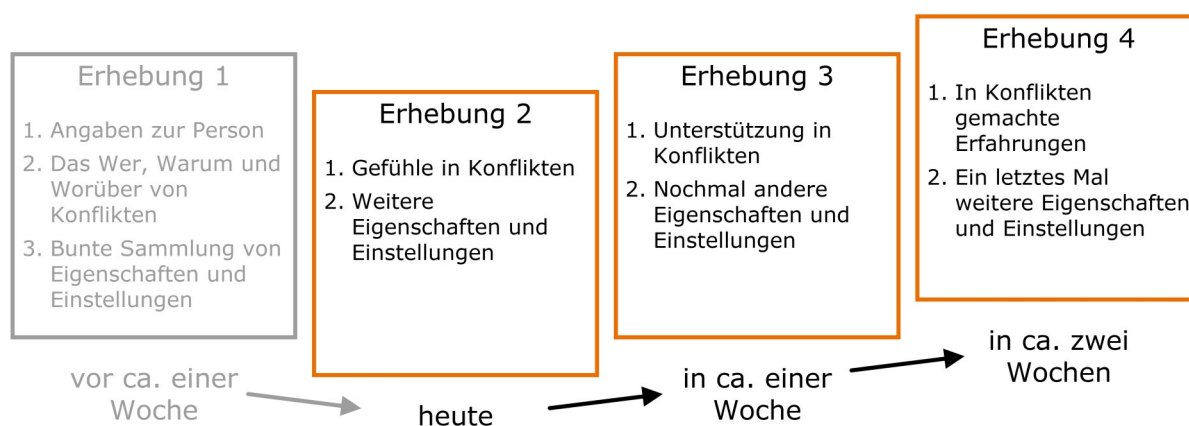 Erhebung 1
1. Angaben zur Person
2. Das Wer, Warum und
Worüber von
Konflikten
3. Bunte Sammlung von
Eigenschaften und
Einstellungen
vor ca. einer
Woche
Erhebung 2
1. Gefühle in Konflikten
2. Weitere
Eigenschaften und
Einstellungen
heute
Erhebung 3
1. Unterstützung in
Konflikten
2. Nochmal andere
Eigenschaften und
Einstellungen
in ca. einer
Woche
Erhebung 4
1. In Konflikten
gemachte
Erfahrungen
2. Ein letztes Mal
weitere Eigenschaften
und Einstellungen
in ca. zwei
Wochen